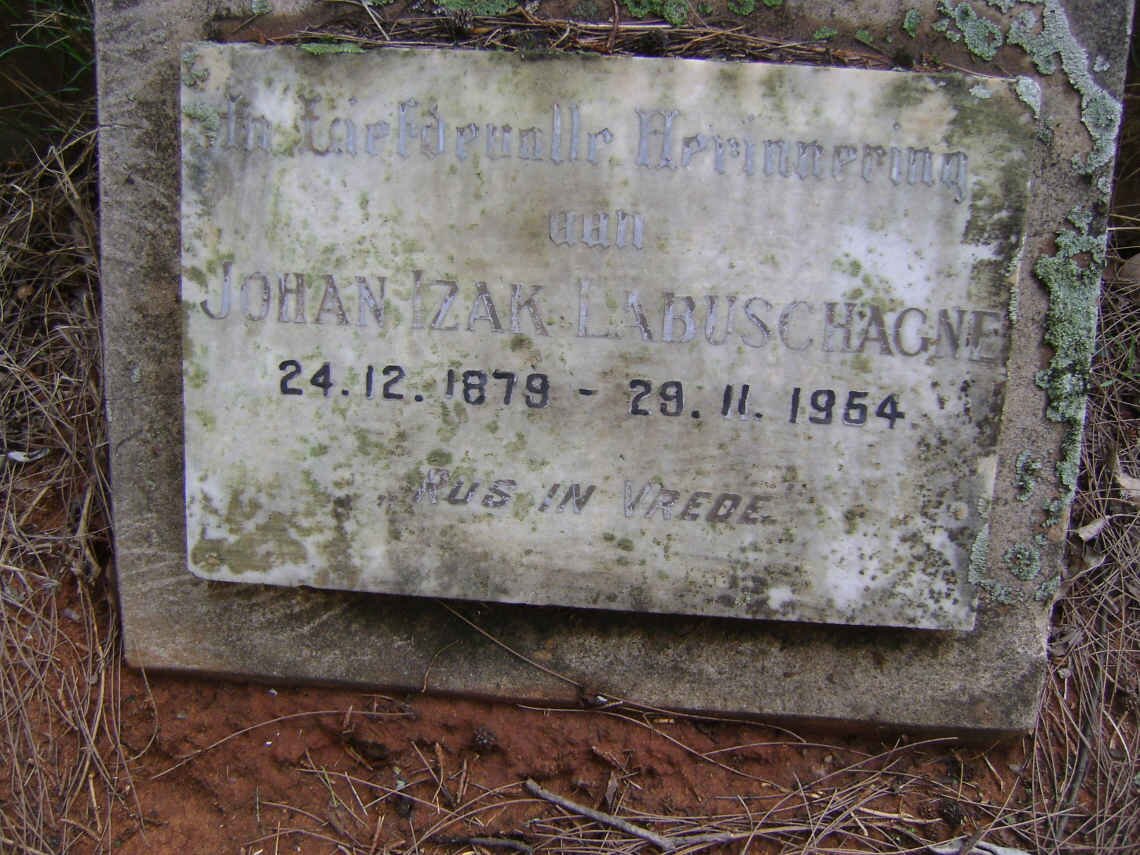 In Liefdevolle Herinnering
aan
JOHAN IZAK LABUSCHAGNE
24.12.1879 - 29.11.1954
"RUS IN VREDE."